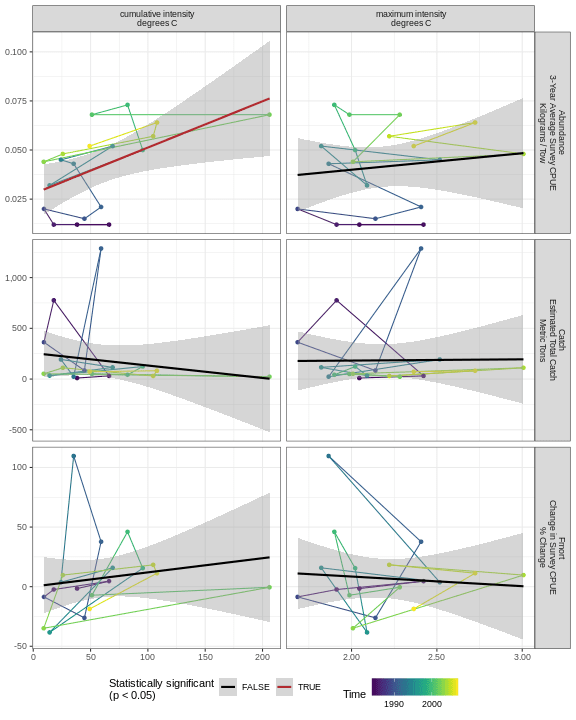 cumulative intensity
degrees C
maximum intensity
degrees C
0.100
0.075
0.050
0.025
Abundance
3-Year Average Survey CPUE
Kilograms / Tow
1,000
500
0
-500
Catch
Estimated Total Catch
Metric Tons
100
50
0
-50
Fmort
Change in Survey CPUE
% Change
0
50
100
150
200
2.00
2.50
3.00
Statistically significant
(p < 0.05)
FALSE
TRUE
Time
1990
2000